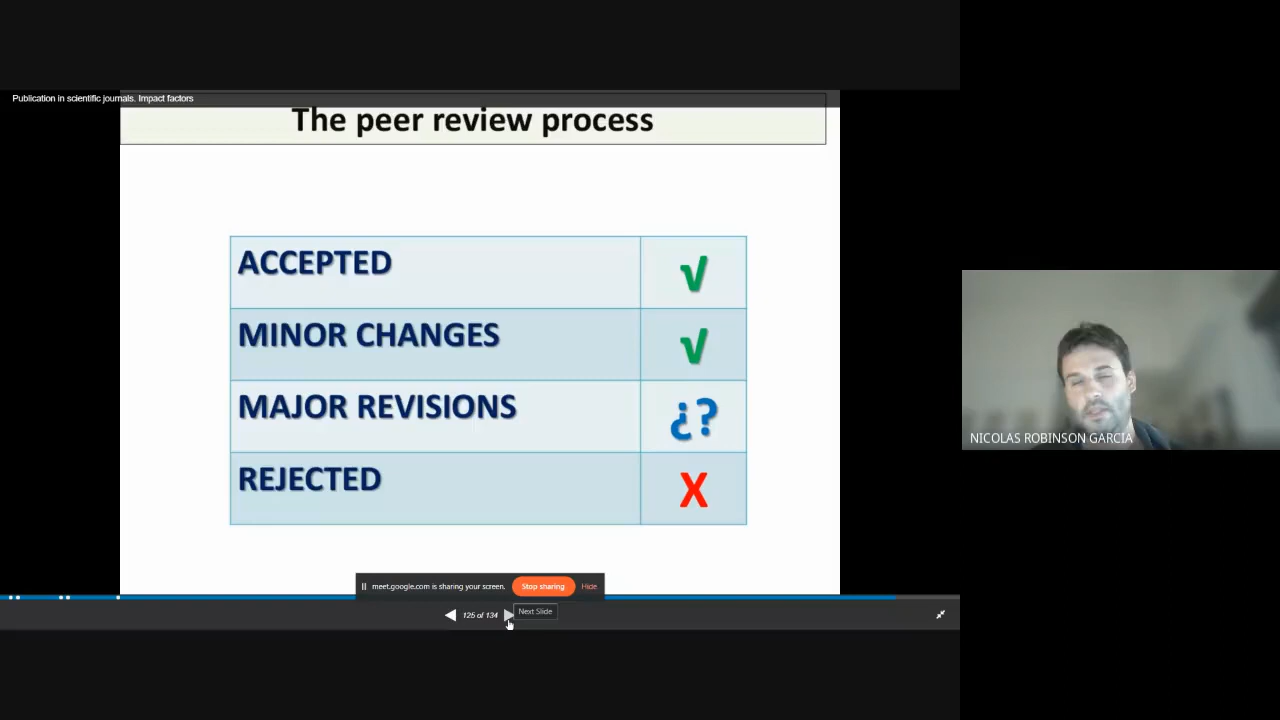 Publication in scientific journals. Impact factors
The peer review process
ACCEPTED √
MINOR CHANGES √
MAJOR REVISIONS ¿?
REJECTED X
NICOLAS ROBINSON GARCIA
meet.google.com is sharing your screen. Stop sharing Hide
125 of 134
Next Slide